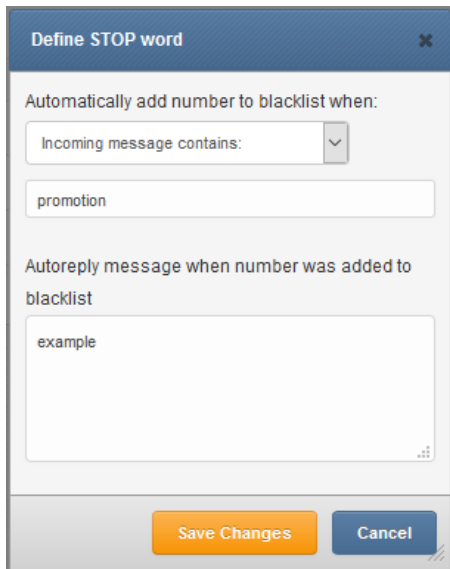 Define STOP word
Automatically add number to blacklist when:
Incoming message contains:
promotion
Autoreply message when number was added to
blacklist
example
Save Changes
Cancel